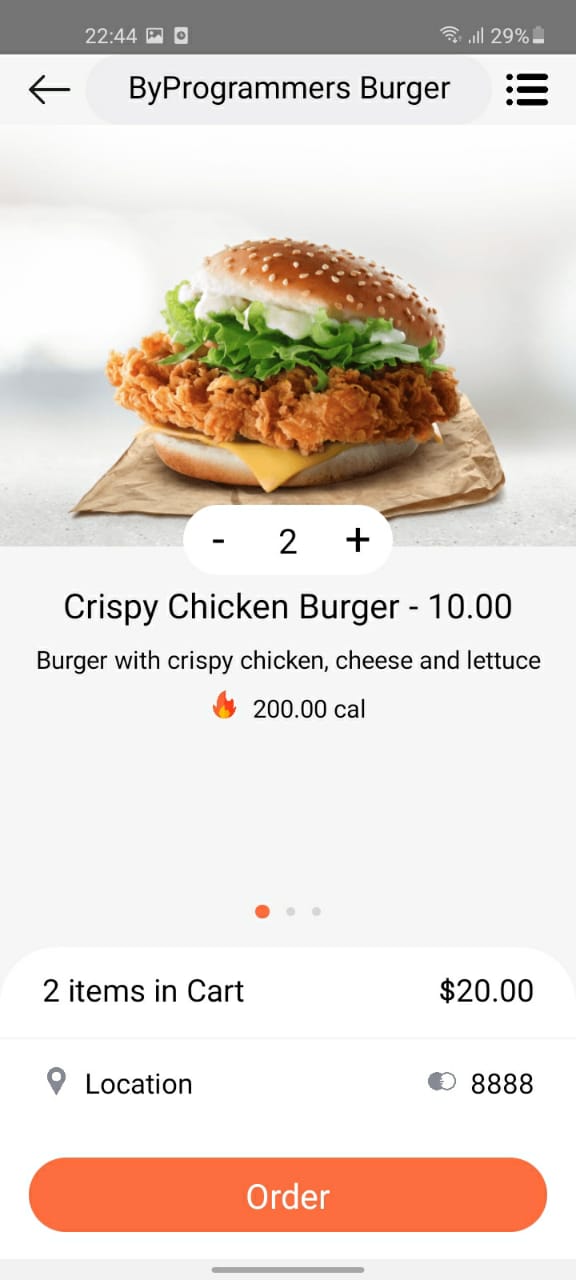 22:44 29%
ByProgrammers Burger
- 2 +
Crispy Chicken Burger - 10.00
Burger with crispy chicken, cheese and lettuce
200.00 cal
2 items in Cart $20.00
Location 8888
Order